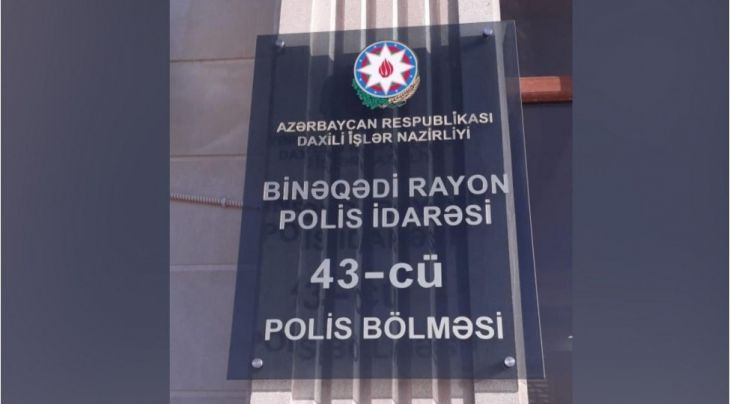 AZƏRBAYCAN RESPUBLİKASI
DAXİLİ İŞLƏR NAZİRLİYİ
BİNƏQƏDİ RAYON
POLİS İDARƏSİ
43-cü
POLİS BÖLMƏSİ